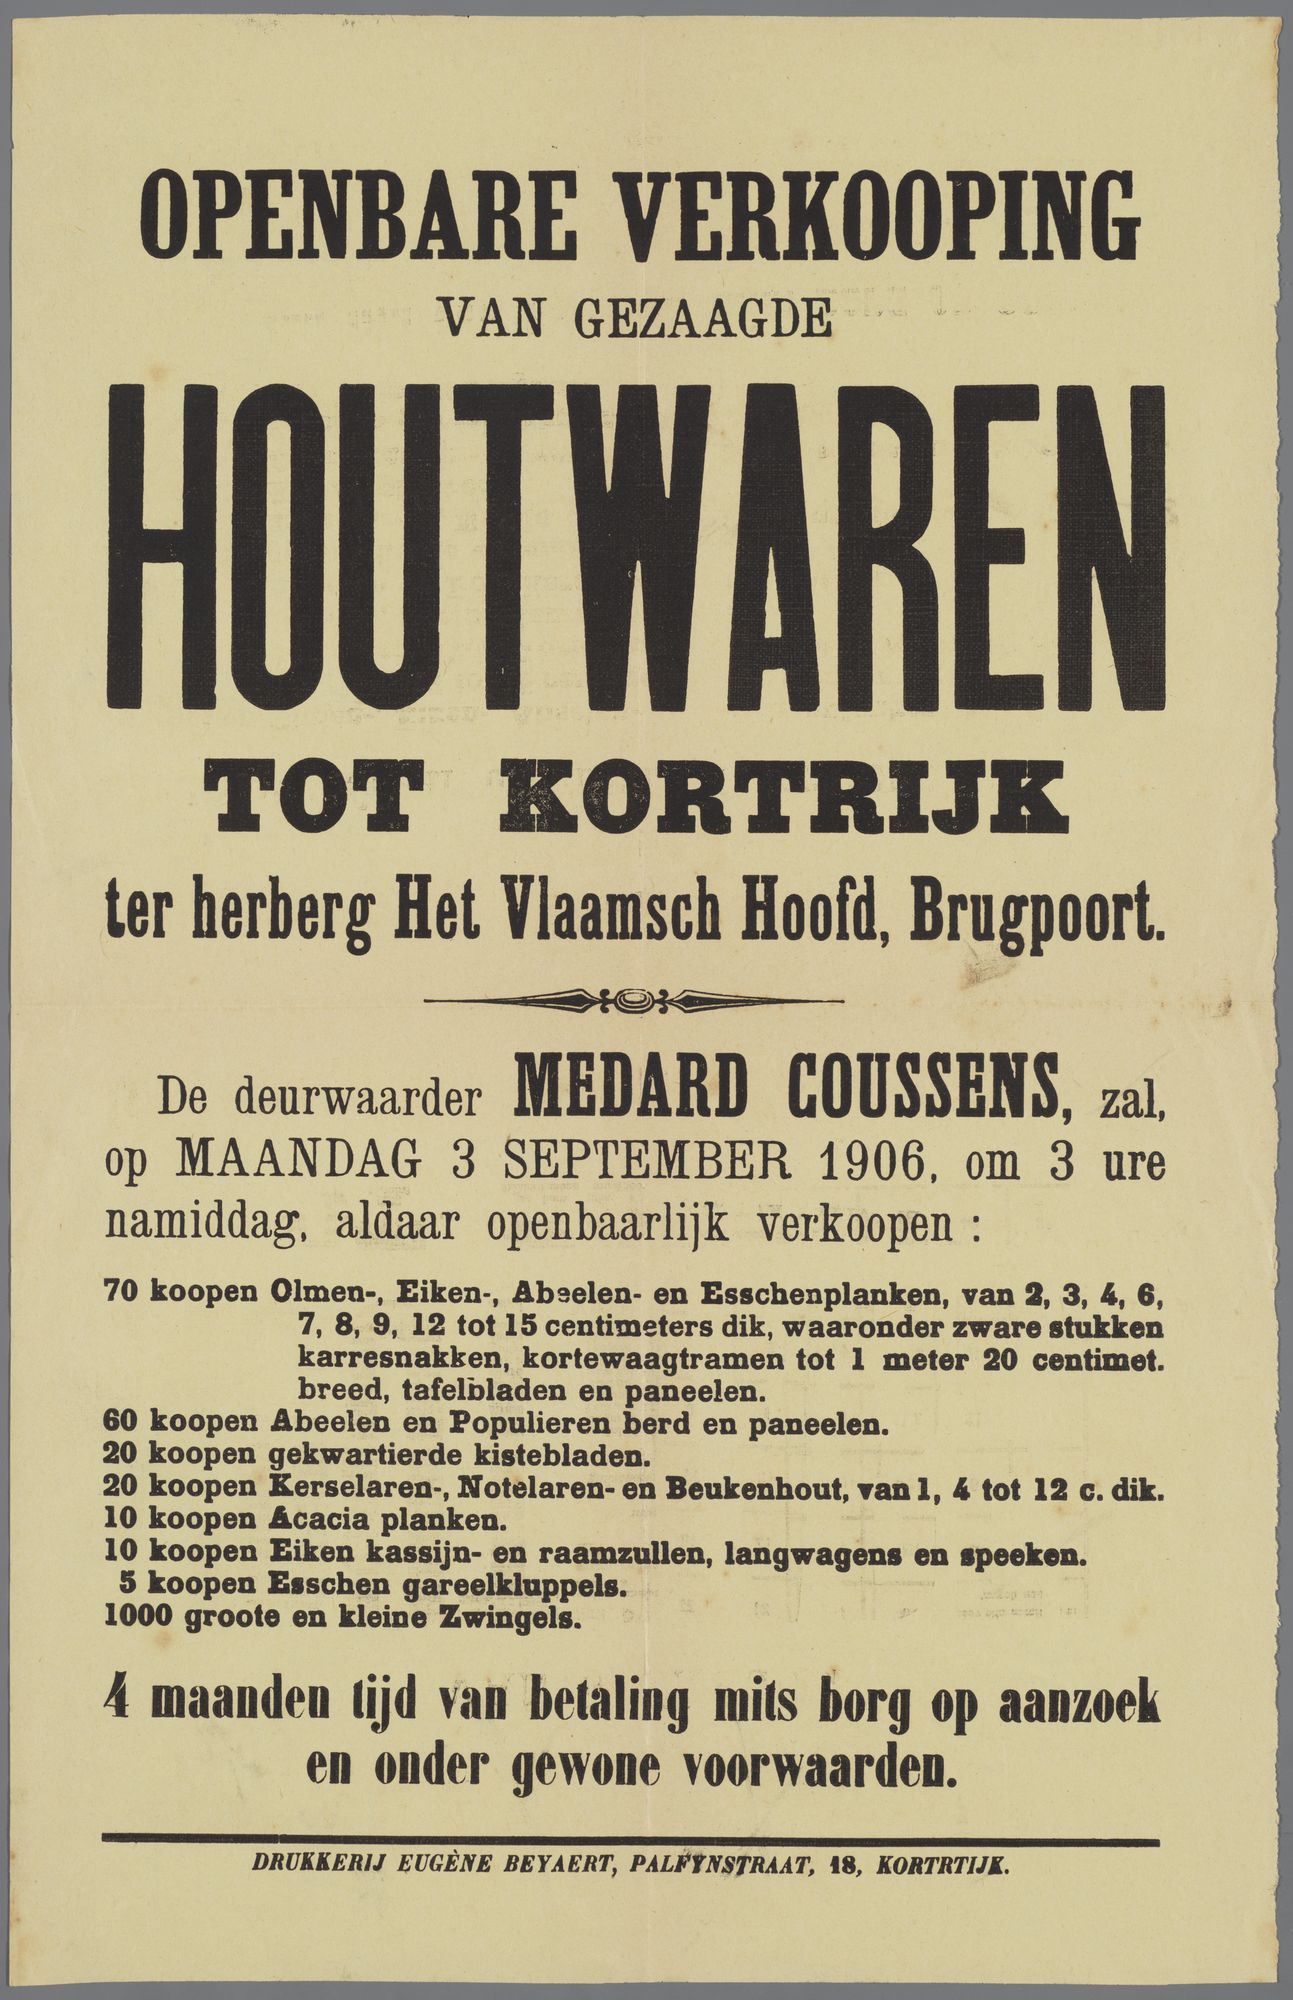 OPENBARE VERKOOPING
VAN GEZAAGDE
HOUTWAREN
TOT KORTRIJK
ter herberg Het Vlaamsch Hoofd, Brugpoort.
De deurwaarder MEDARD COUSSENS, zal,
op MAANDAG 3 SEPTEMBER 1906, om 3 ure
namiddag, aldaar openbaarlijk verkoopen :
70 koopen Olmen-, Eiken-, Abeelen- en Esschenplanken, van 2, 3, 4, 6,
7, 8, 9, 12 tot 15 centimeters dik, waaronder zware stukken
karresnakken, kortewaagtramen tot 1 meter 20 centimet.
breed, tafelbladen en paneelen.
60 koopen Abeelen en Populieren berd en paneelen.
20 koopen gekwartierde kistebladen.
20 koopen Kerselaren-, Notelaren- en Beukenhout, van 1, 4 tot 12 c. dik.
10 koopen Acacia planken.
10 koopen Eiken kassijn- en raamzullen, langwagens en speeken.
5 koopen Esschen gareelkluppels.
1000 groote en kleine Zwingels.
4 maanden tijd van betaling mits borg op aanzoek
en onder gewone voorwaarden.
DRUKKERIJ EUGÈNE BEYAERT, PALFYNSTRAAT, 18, KORTRTIJK.